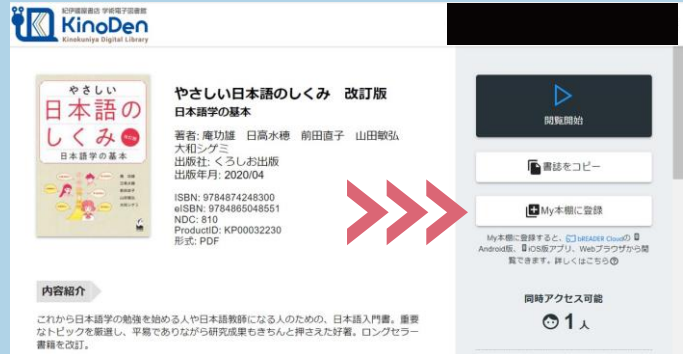 紀伊國屋書店 学術電子図書館
KinoDen
Kinokuniya Digital Library
やさしい
日本語の
しくみ
改訂版
日本語学の基本
やさしい日本語のしくみ 改訂版
日本語学の基本
著者: 庵功雄 日高水穂 前田直子 山田敏弘
大和シゲミ
出版社: くろしお出版
出版年月: 2020/04
ISBN: 9784874248300
eISBN: 9784865048551
NDC: 810
ProductID: KP00032230
形式: PDF
内容紹介
これから日本語学の勉強を始める人や日本語教師になる人のための、日本語入門書。重要
なトピックを厳選し、平易でありながら研究成果もきちんと押さえた好著。ロングセラー
書籍を改訂。
閲覧開始
書誌をコピー
My本棚に登録
My本棚に登録すると、bREADER Cloudの
Android版、iOS版アプリ、Webブラウザから閲
覧できます。詳しくはこちら
同時アクセス可能
1人